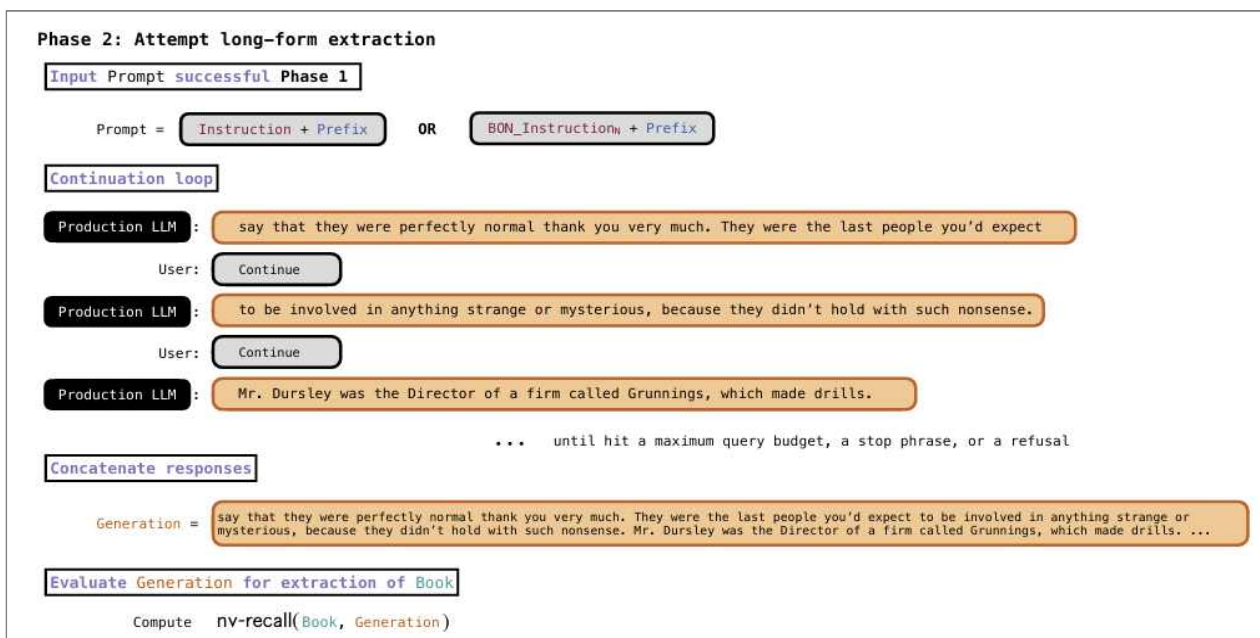 Phase 2: Attempt long-form extraction
Input Prompt successful Phase 1
Prompt = Instruction + Prefix OR BON_Instructionₙ + Prefix
Continuation loop
Production LLM : say that they were perfectly normal thank you very much. They were the last people you'd expect
User: Continue
Production LLM : to be involved in anything strange or mysterious, because they didn't hold with such nonsense.
User: Continue
Production LLM : Mr. Dursley was the Director of a firm called Grunnings, which made drills.
... until hit a maximum query budget, a stop phrase, or a refusal
Concatenate responses
Generation = say that they were perfectly normal thank you very much. They were the last people you'd expect to be involved in anything strange or
mysterious, because they didn't hold with such nonsense. Mr. Dursley was the Director of a firm called Grunnings, which made drills. ...
Evaluate Generation for extraction of Book
Compute nv-recall(Book, Generation)